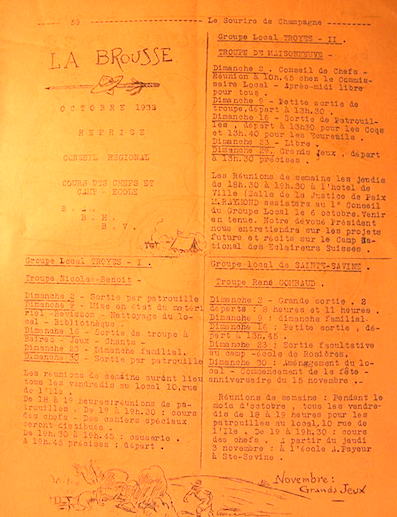 59 Le Sourire de Champagne
LA BROUSSE
OCTOBRE 1938
REPRISE
CONSEIL REGIONAL
COURS DES CHEFS ET
CAMP - ECOLE
B.
B.
B.V.
Groupe Local TROYES - I.
Troupe Nicolas-Benoit -
Dimanche 2 - Sortie par patrouille
Dimanche 9 - Mise en état du maté-
riel - Révision - Nettoyage du lo-
cal - Bibliothèque.
Dimanche 16 - Sortie de troupe à
- Jeux - Chants -
Dimanche 23 - Dimanche familial.
Dimanche 30 - Sortie par patrouille
Les réunions de semaine auront lieu
tous les vendredis au local 10, rue
de l'Ile.
De 18 à 19 heures: réunions de pa-
trouilles. De 19 à 19h.30 : cours
des chefs - des cahiers spéciaux
seront distribués.
De 19h.30 à 19h.45 : causerie.
A 19h.45 précises : départ.
Groupe Local TROYES - II.
TROUPE DE MAISONNEUVE -
Dimanche 2. Conseil de Chefs -
Réunion à 10h.45 chez le Commis-
saire Local - Après-midi libre
pour tous.
Dimanche 9 - Petite sortie de
troupe, départ à 13h.30.
Dimanche 16 - Sortie de Patrouil-
les, départ à 13h30 pour les Coqs
et 13h.40 pour les Ecureuils.
Dimanche 23 - Libre.
Grands Jeux, départ
à 13h.30 précises.
Les Réunions de semaine les jeudis
de 18h.30 à 19h.30 à l'hotel de
Ville (Salle de la Justice de Paix
M. RAYMOND assistera au 1° Conseil
du Groupe Local le 6 octobre. Venir
en tenue. Notre dévoué Président
nous entretiendra sur les projets
future et récits sur le Camp Na-
tional des Eclaireurs Suisses.
Groupe local de SAINTE-SAVINE.
Troupe René
Dimanche 2 - Grande sortie. 2
départs : 8 heures et 11 heures.
Dimanche 9 : dimanche familial.
Dimanche 16 : Petite sortie, dé-
part 13h.45.
Dimanche 23 : Sortie facultative
au camp-école de Rosières.
Dimanche 30 : Aménagement du lo-
cal - Commencement de la fête -
anniversaire du 15 novembre.-
Réunions de semaine : Pendant le
mois d'octobre, tous les vendre-
dis de 18 à 19 heures pour les
patrouilles au local, 10 rue de
l'Ile. De 19 à 19h.30 : cours
des chefs. A partir du jeudi
3 novembre : à l'école A.Payeur
à Ste-Savine.
Novembre:
Grands Jeux